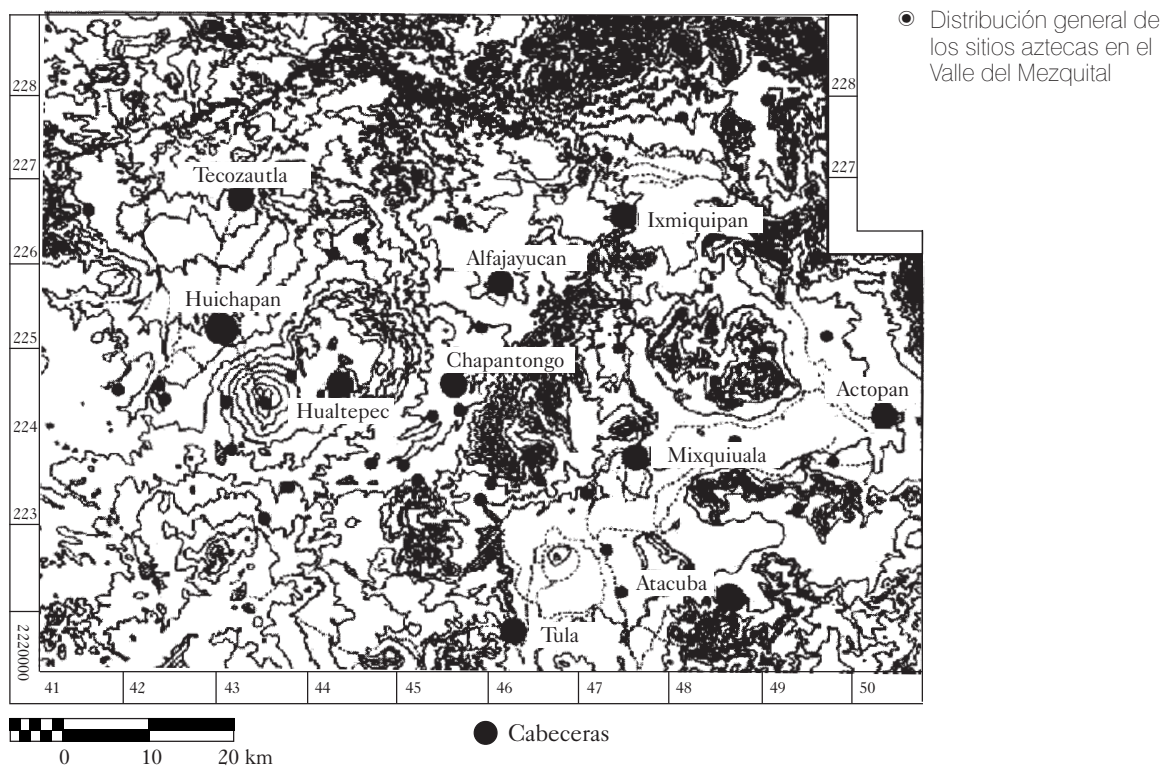 Distribución general de
los sitios aztecas en el
Valle del Mezquital
228
228
227
227
Tecozautla
Ixmiquipan
226
Alfajayucan
Huichapan
225
Chapantongo
Actopan
Hualtepec
224
Mixquiuala
223
Atacuba
Tula
2220000
41
42
43
44
45
46
47
48
49
50
Cabeceras
0
10
20 km